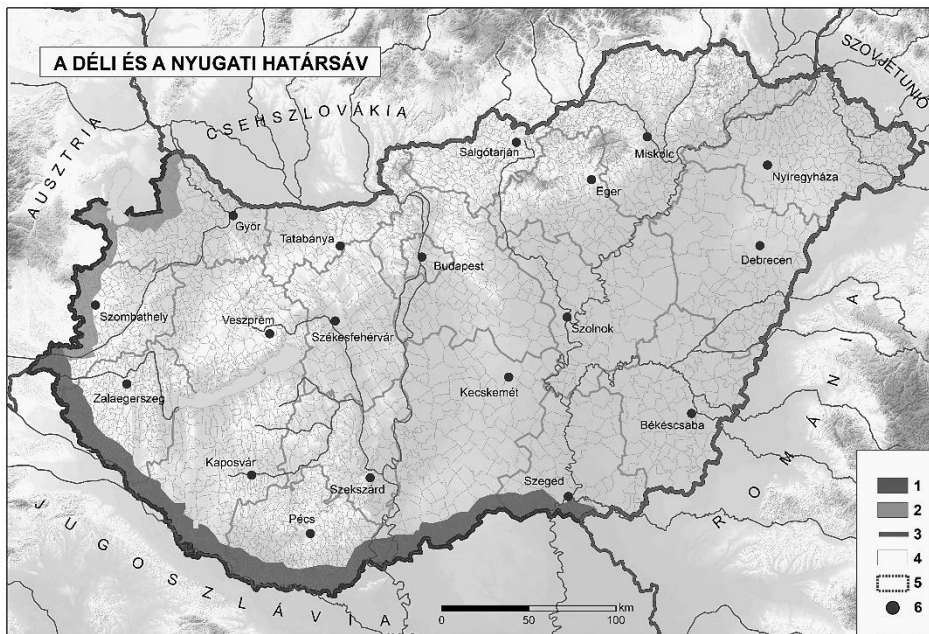 A DÉLI ÉS A NYUGATI HATÁRSÁV
SZOVJETUNIÓ
CSEHSZLOVÁKIA
AUSZTRIA
Salgótarján
Miskolc
Eger
Nyíregyháza
Győr
Tatabánya
Budapest
Debrecen
Szombathely
Veszprém
Székesfehérvár
Szolnok
Zalaegerszeg
Kecskemét
Békéscsaba
ROMÁNIA
Kaposvár
Szekszárd
Szeged
Pécs
JUGOSZLÁVIA
1
2
3
4
5
6
km
0 50 100